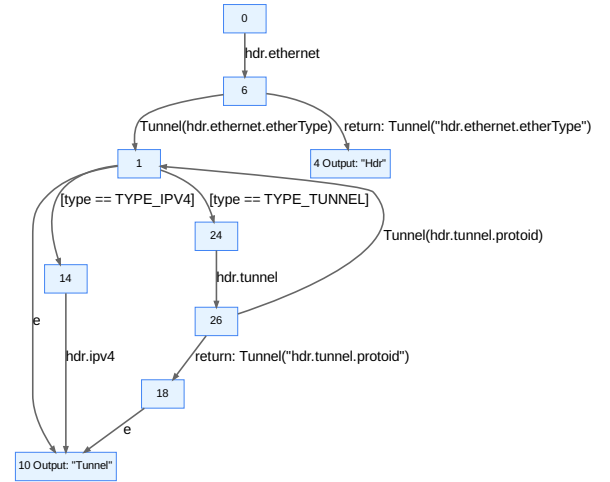 0
hdr.ethernet
6
Tunnel(hdr.ethernet.etherType)
return: Tunnel("hdr.ethernet.etherType")
1
4 Output: "Hdr"
[type == TYPE_IPV4]
[type == TYPE_TUNNEL]
24
Tunnel(hdr.tunnel.protoid)
14
hdr.tunnel
e
26
hdr.ipv4
return: Tunnel("hdr.tunnel.protoid")
18
e
10 Output: "Tunnel"